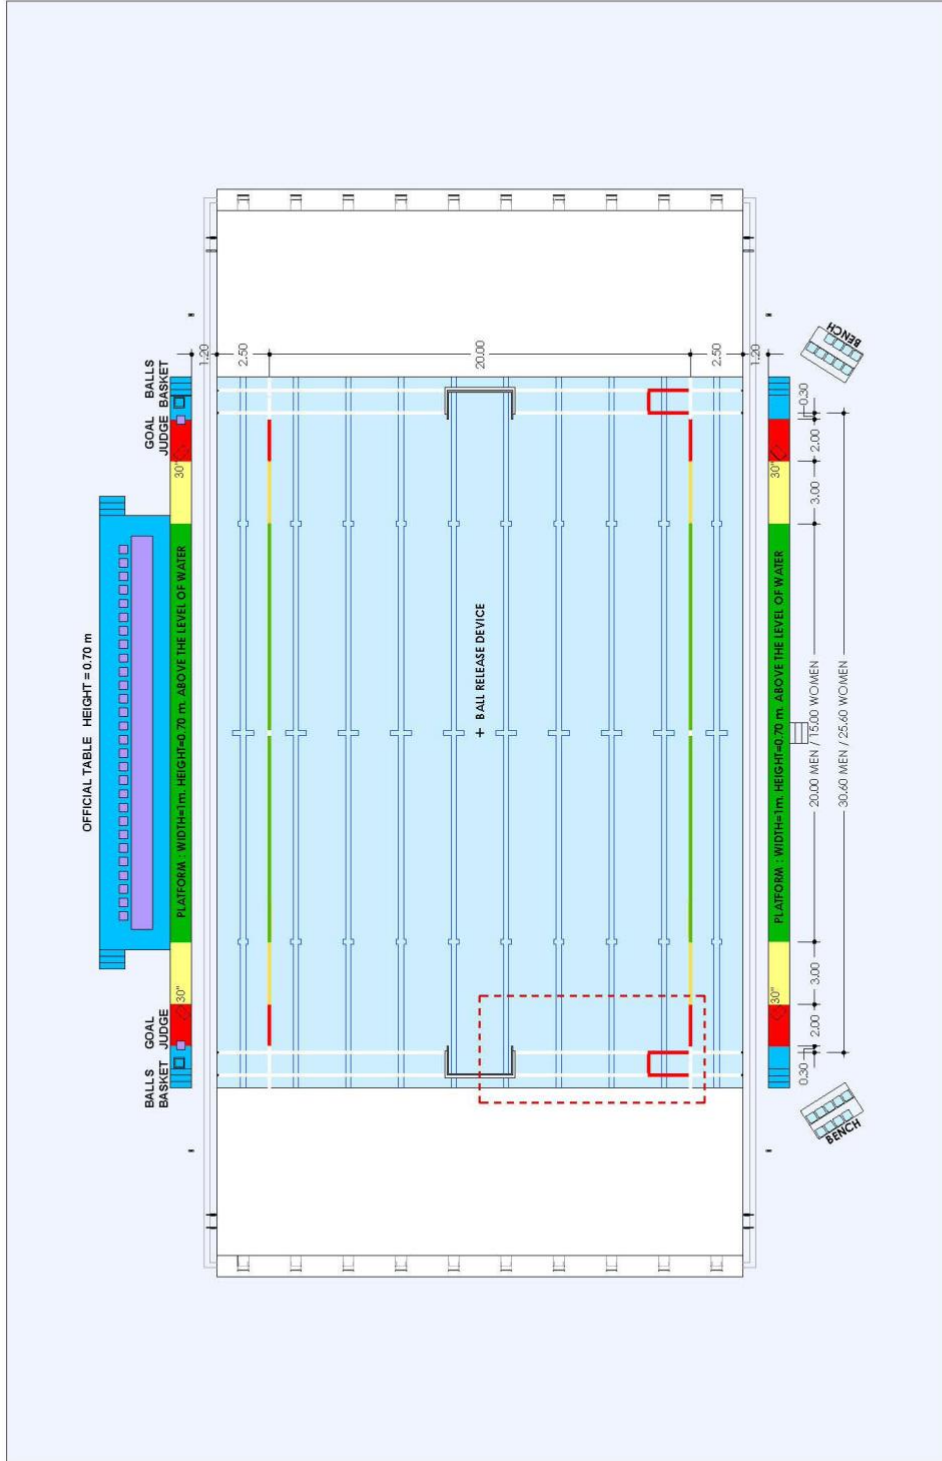 1.20
2.50
20.00
2.50
1.20
BENCH
BALLS
BASKET
GOAL
JUDGE
30"
30"
0.30
2.00
3.00
OFFICIAL TABLE HEIGHT = 0.70 m
PLATFORM : WIDTH=1m. HEIGHT=0.70 m. ABOVE THE LEVEL OF WATER
+ BALL RELEASE DEVICE
PLATFORM : WIDTH=1m. HEIGHT=0.70 m. ABOVE THE LEVEL OF WATER
20.00 MEN / 15.00 WOMEN
30.60 MEN / 25.60 WOMEN
30"
30"
3.00
2.00
0.30
GOAL
JUDGE
BALLS
BASKET
BENCH